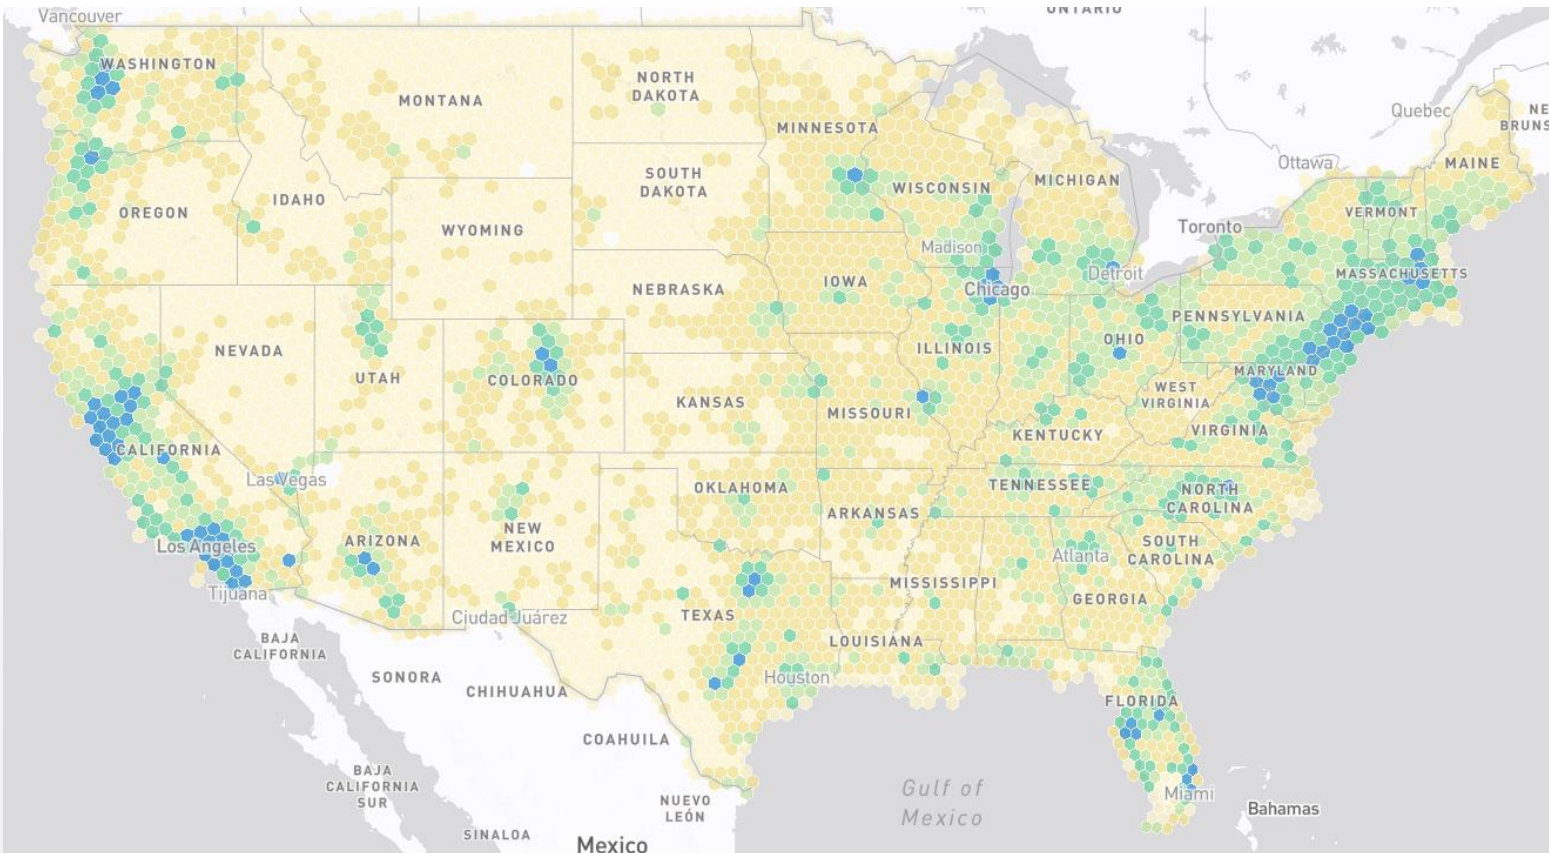 Vancouver
ONTARIO
WASHINGTON
MONTANA
NORTH
DAKOTA
MINNESOTA
Quebec
NE
BRUNS
OREGON
IDAHO
SOUTH
DAKOTA
WISCONSIN
MICHIGAN
Ottawa
MAINE
WYOMING
Madison
Toronto
VERMONT
NEBRASKA
IOWA
Chicago
Detroit
MASSACHUSETTS
NEVADA
UTAH
COLORADO
ILLINOIS
OHIO
PENNSYLVANIA
KANSAS
MISSOURI
WEST
VIRGINIA
MARYLAND
CALIFORNIA
KENTUCKY
VIRGINIA
Las Vegas
OKLAHOMA
TENNESSEE
NORTH
CAROLINA
Los Angeles
ARIZONA
NEW
MEXICO
ARKANSAS
Atlanta
SOUTH
CAROLINA
Tijuana
Ciudad Juárez
TEXAS
MISSISSIPPI
GEORGIA
BAJA
CALIFORNIA
SONORA
CHIHUAHUA
LOUISIANA
Houston
FLORIDA
COAHUILA
BAJA
CALIFORNIA
SUR
NUEVO
LEÓN
Gulf of
Mexico
Miami
Bahamas
SINALOA
Mexico